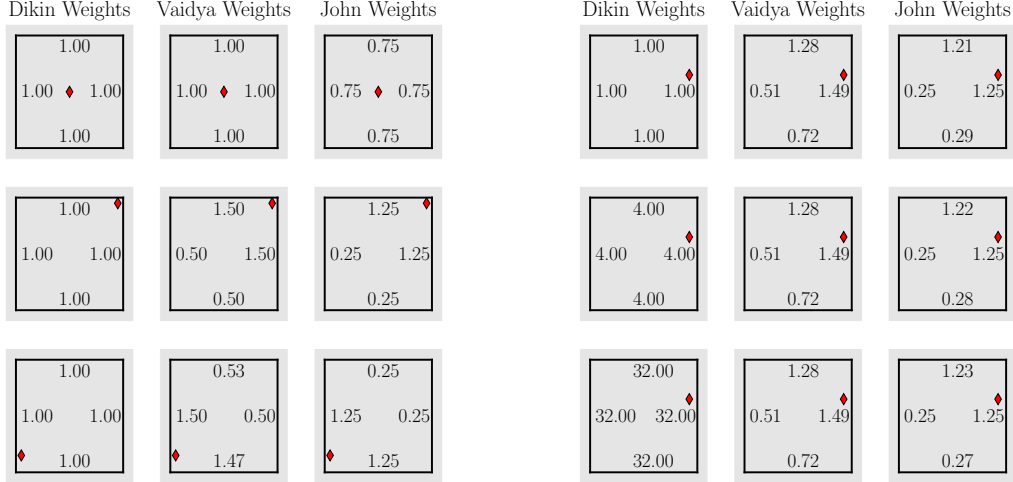 Dikin Weights Vaidya Weights John Weights Dikin Weights Vaidya Weights John Weights
1.00 1.00 0.75 1.00 1.28 1.21
1.00 1.00 1.00 1.00 0.75 0.75 1.00 1.00 0.51 1.49 0.25 1.25
1.00 1.00 0.75 1.00 0.72 0.29
1.00 1.50 1.25 4.00 1.28 1.22
1.00 1.00 0.50 1.50 0.25 1.25 4.00 4.00 0.51 1.49 0.25 1.25
1.00 0.50 0.25 4.00 0.72 0.28
1.00 0.53 0.25 32.00 1.28 1.23
1.00 1.00 1.50 0.50 1.25 0.25 32.00 32.00 0.51 1.49 0.25 1.25
1.00 1.47 1.25 32.00 0.72 0.27